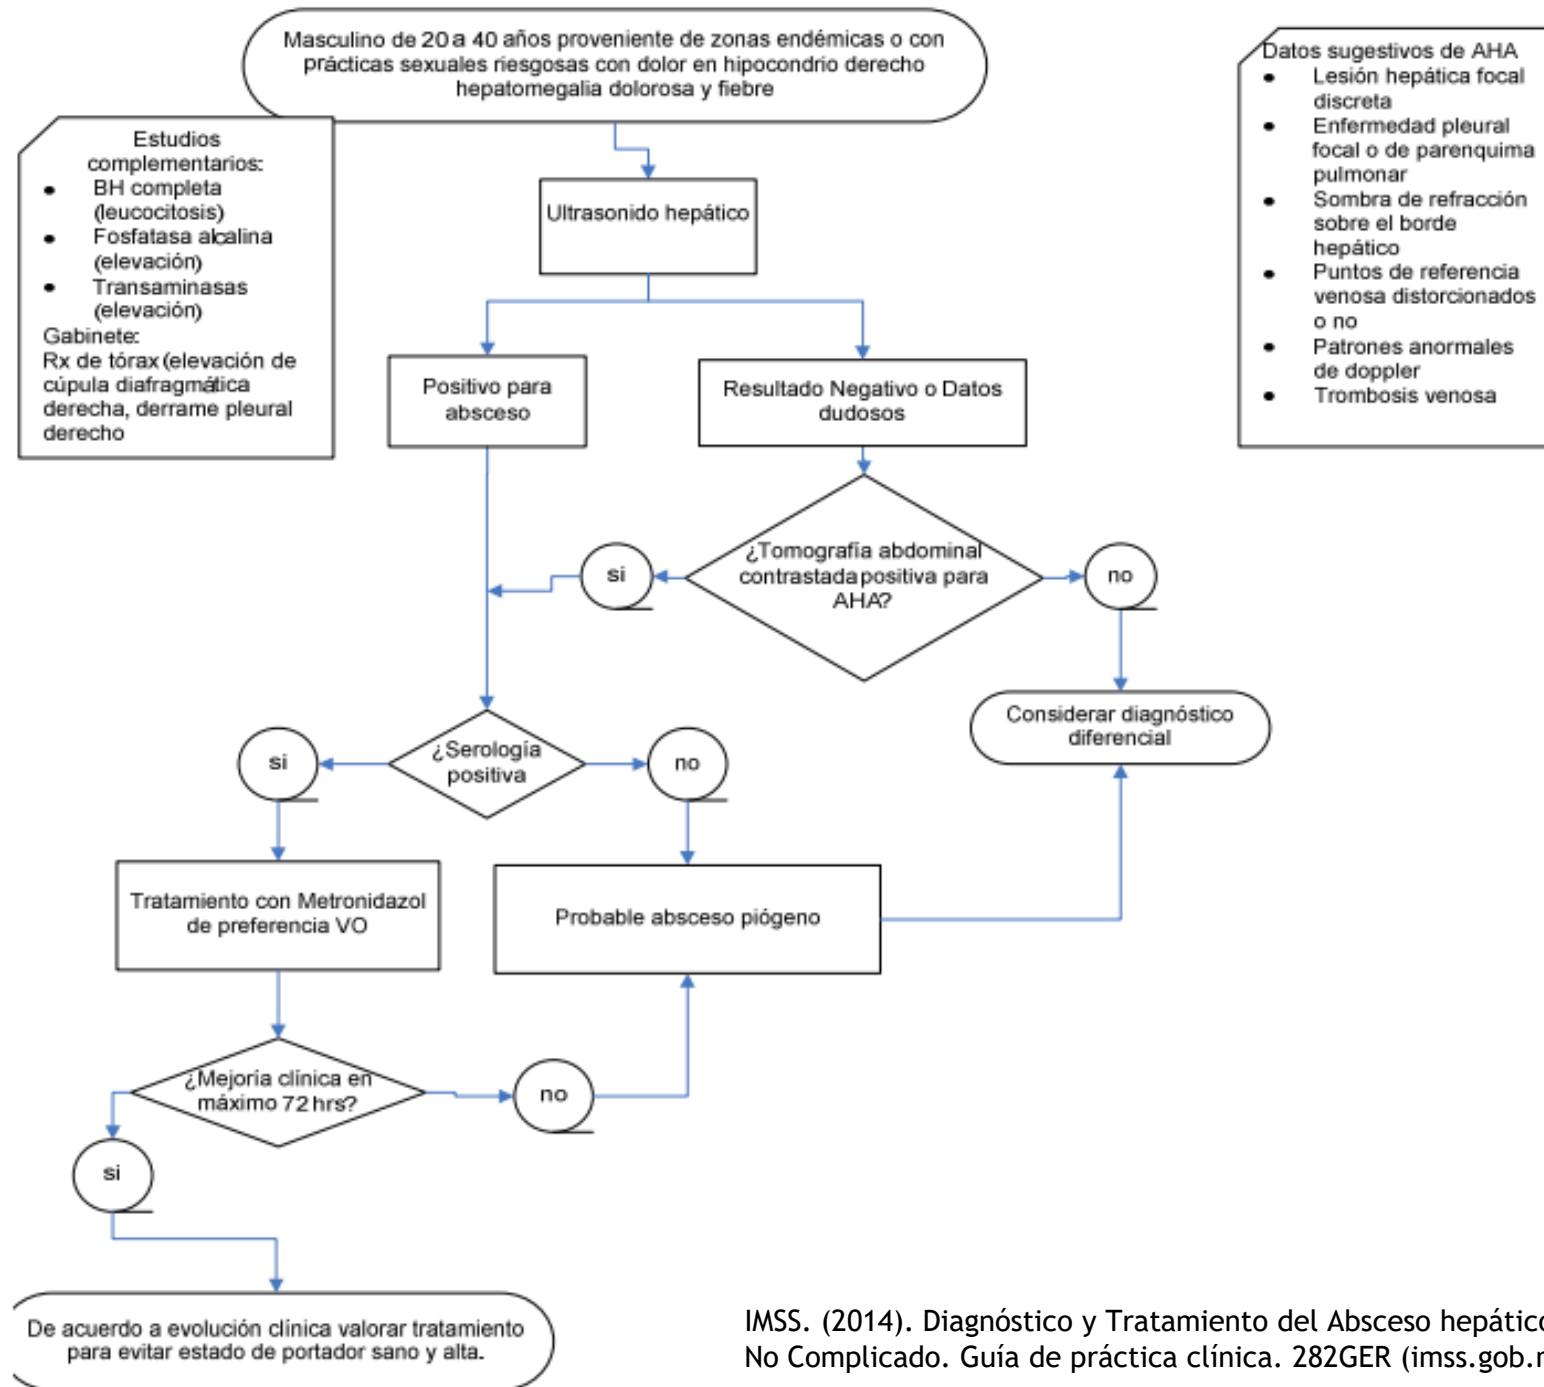 Masculino de 20 a 40 años proveniente de zonas endémicas o con
prácticas sexuales riesgosas con dolor en hipocondrio derecho
hepatomegalia dolorosa y fiebre
Estudios
complementarios:
• BH completa
(leucocitosis)
• Fosfatasa alcalina
(elevación)
• Transaminasas
(elevación)
Gabinete:
Rx de tórax (elevación de
cúpula diafragmática
derecha, derrame pleural
derecho
Datos sugestivos de AHA
• Lesión hepática focal
discreta
• Enfermedad pleural
focal o de parenquima
pulmonar
• Sombra de refracción
sobre el borde
hepático
• Puntos de referencia
venosa distorcionados
o no
• Patrones anormales
de doppler
• Trombosis venosa
Ultrasonido hepático
Positivo para
absceso
Resultado Negativo o Datos
dudosos
¿Tomografía abdominal
contrastada positiva para
AHA?
si
no
Considerar diagnóstico
diferencial
¿Serología
positiva
si
no
Tratamiento con Metronidazol
de preferencia VO
Probable absceso piógeno
¿Mejoría clínica en
máximo 72 hrs?
no
si
De acuerdo a evolución clínica valorar tratamiento
para evitar estado de portador sano y alta.
IMSS. (2014). Diagnóstico y Tratamiento del Absceso hepático
No Complicado. Guía de práctica clínica. 282GER (imss.gob.